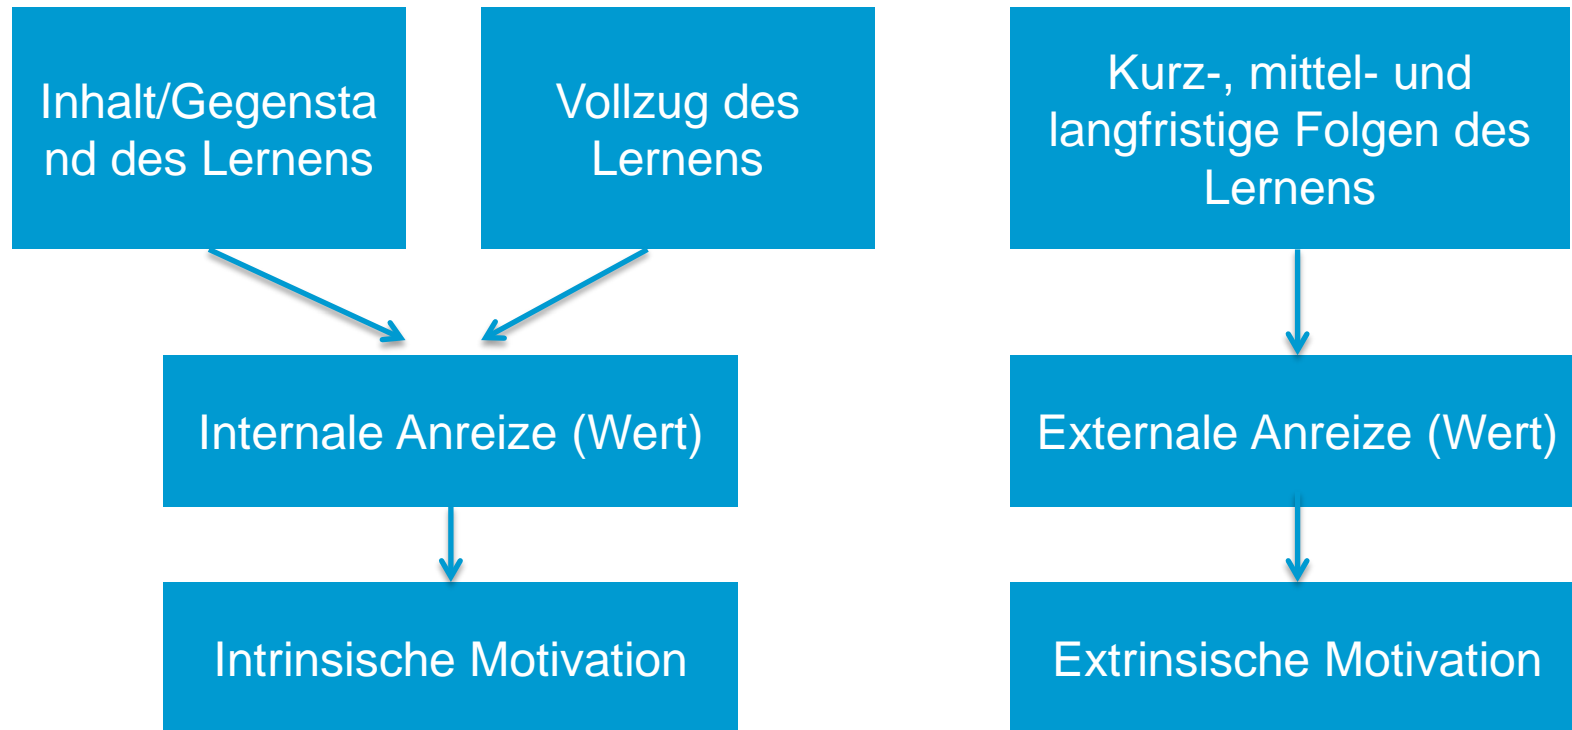 Inhalt/Gegensta
nd des Lernens
Vollzug des
Lernens
Kurz-, mittel- und
langfristige Folgen des
Lernens
Internale Anreize (Wert)
Externale Anreize (Wert)
Intrinsische Motivation
Extrinsische Motivation